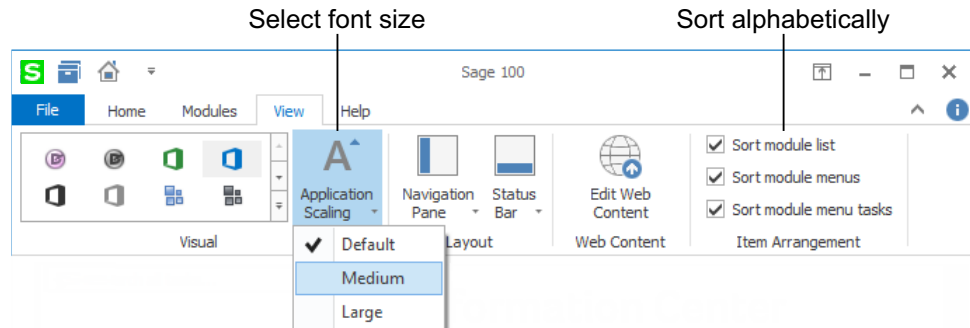 Select font size
Sort alphabetically
S
Sage 100
File Home Modules View Help
A
Application Scaling
Navigation Pane
Status Bar
Edit Web Content
Sort module list
Sort module menus
Sort module menu tasks
Visual
Layout
Web Content
Item Arrangement
Default
Medium
Large